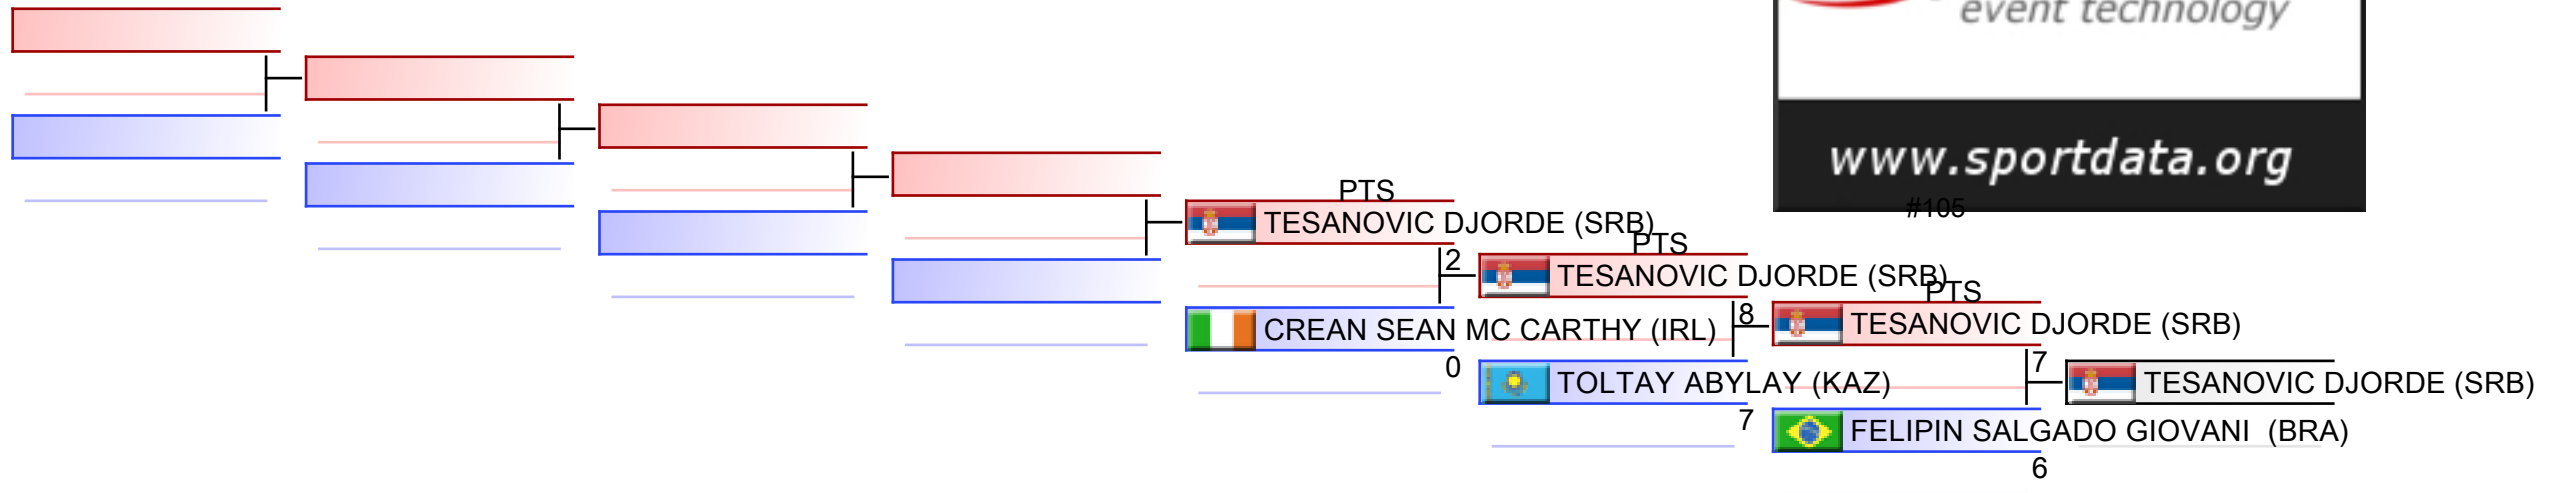 event technology
www.sportdata.org
#105
PTS
TESANOVIC DJORDE (SRB)
2
CREAN SEAN MC CARTHY (IRL)
0
PTS
TESANOVIC DJORDE (SRB)
8
TOLTAY ABYLAY (KAZ)
7
PTS
TESANOVIC DJORDE (SRB)
7
FELIPIN SALGADO GIOVANI (BRA)
6
TESANOVIC DJORDE (SRB)